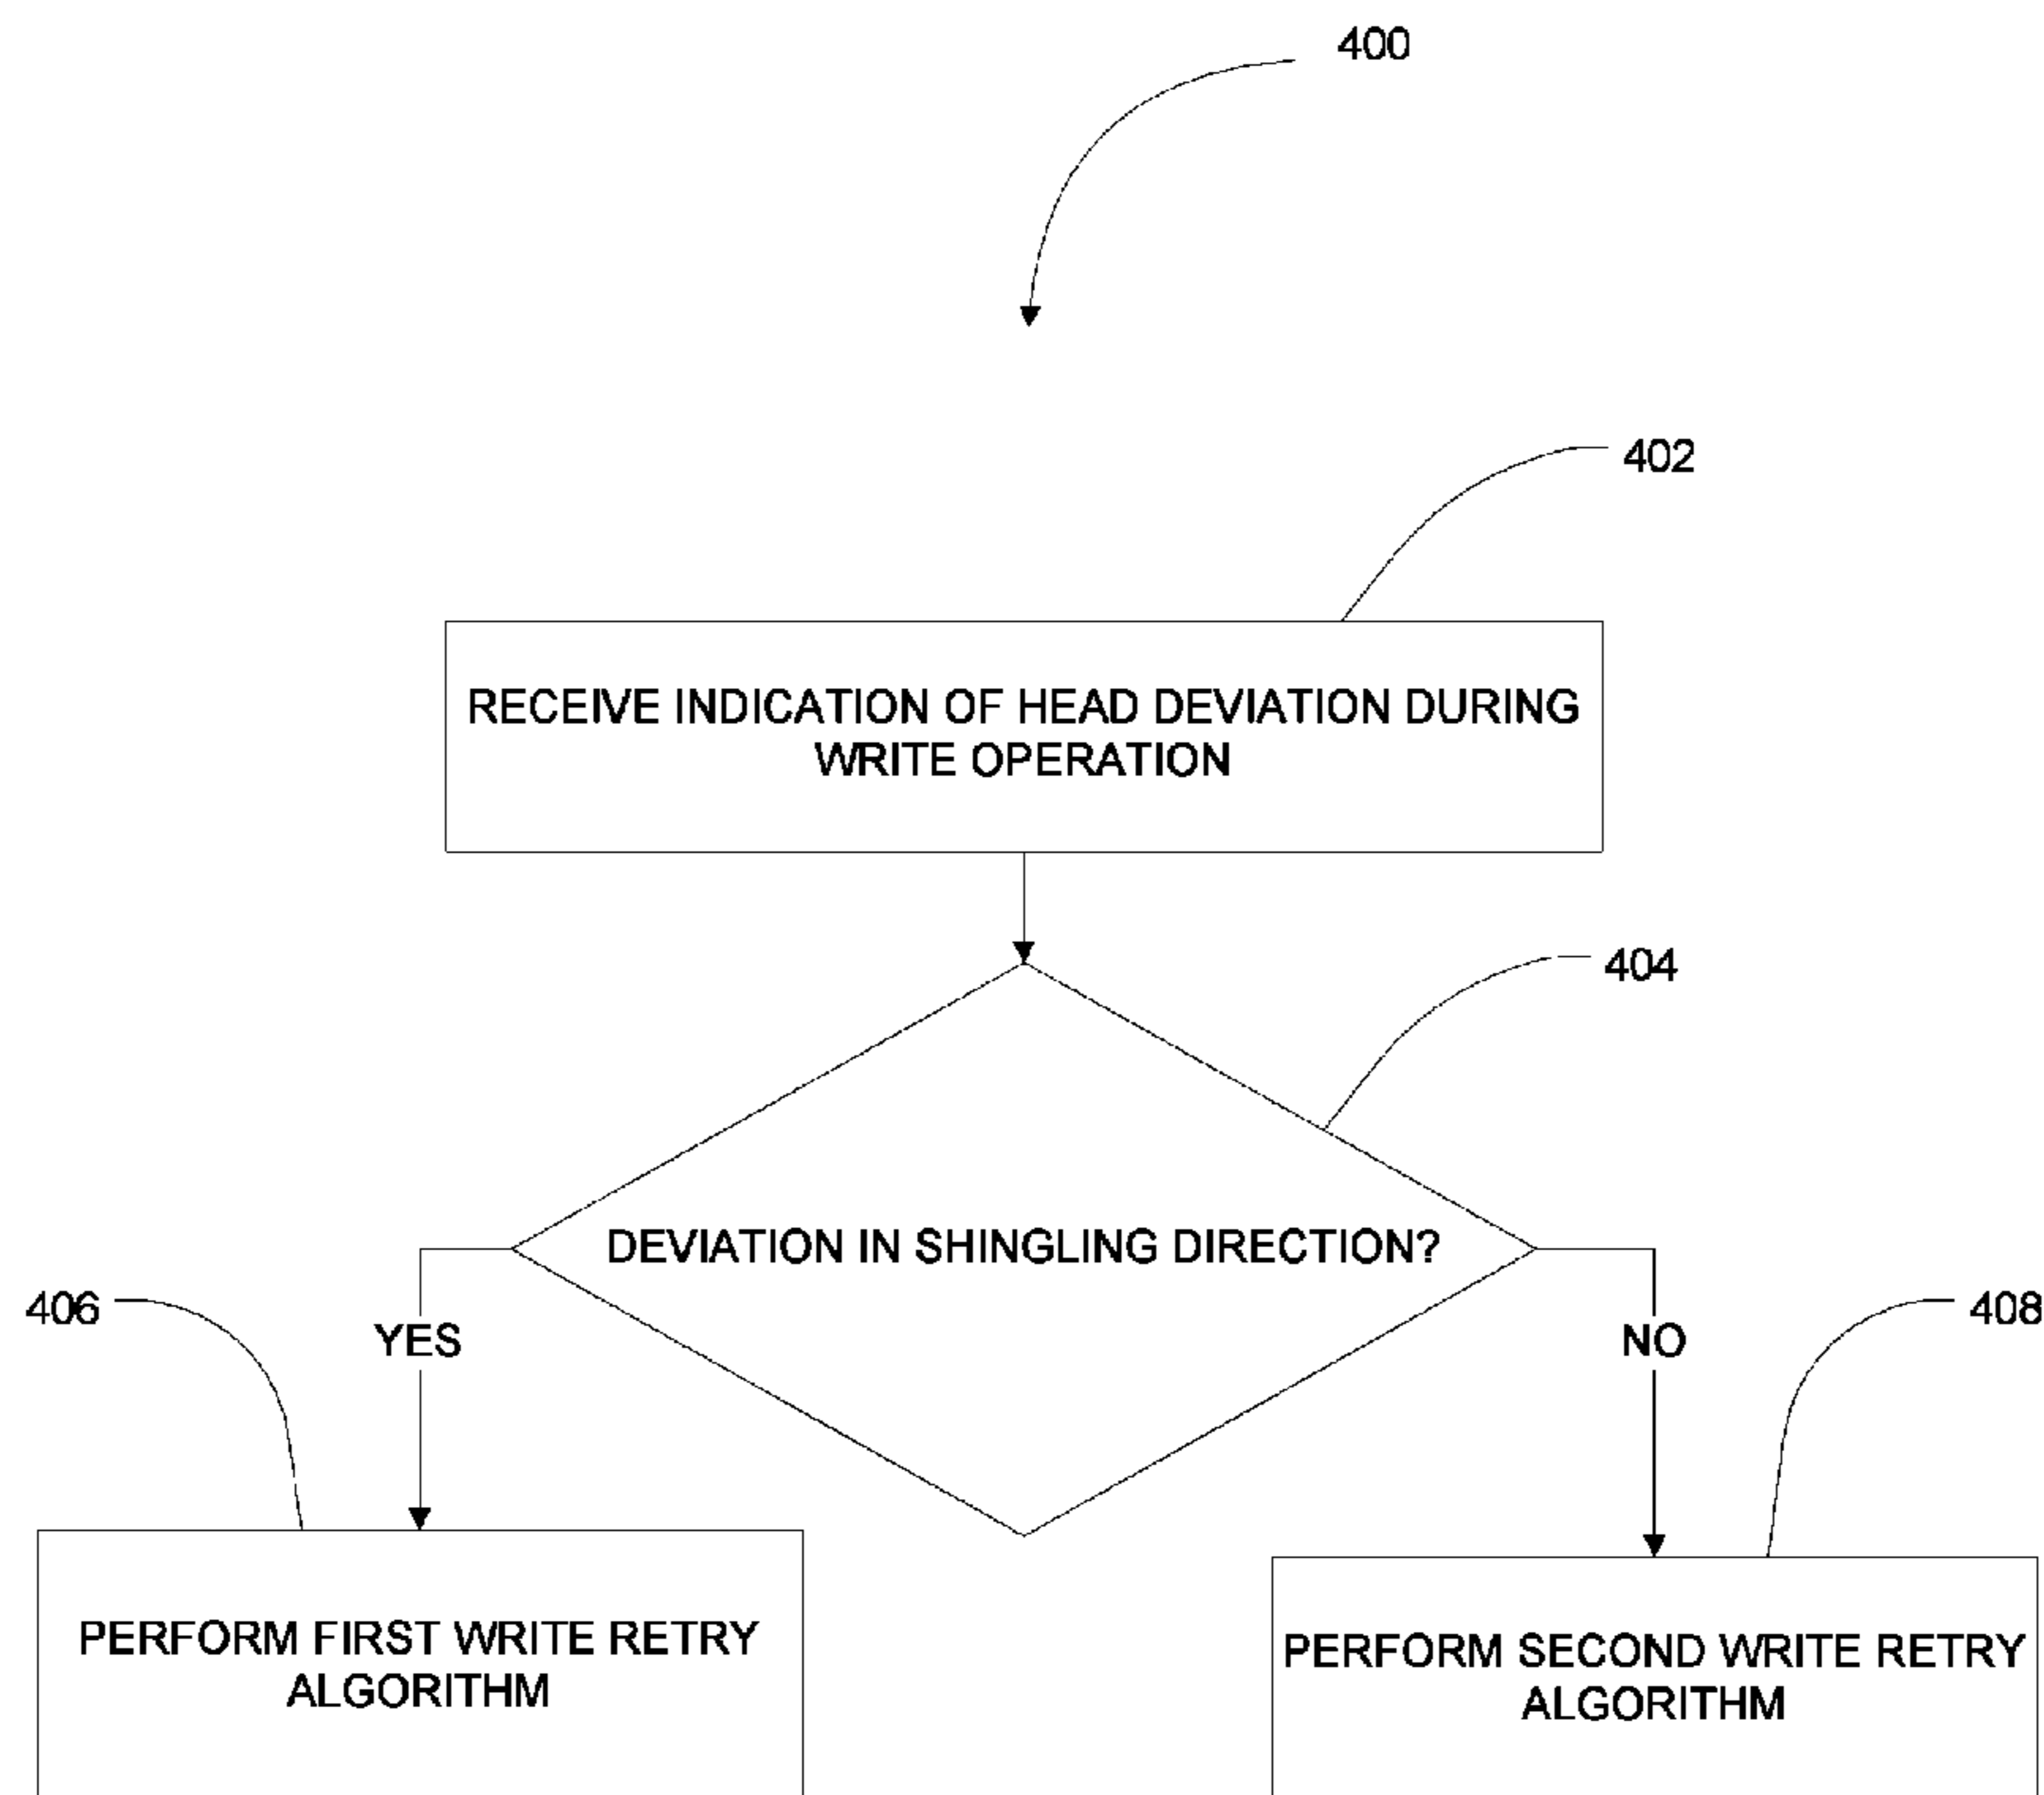 400
402
RECEIVE INDICATION OF HEAD DEVIATION DURING
WRITE OPERATION
404
DEVIATION IN SHINGLING DIRECTION?
406
408
YES
NO
PERFORM FIRST WRITE RETRY
ALGORITHM
PERFORM SECOND WRITE RETRY
ALGORITHM